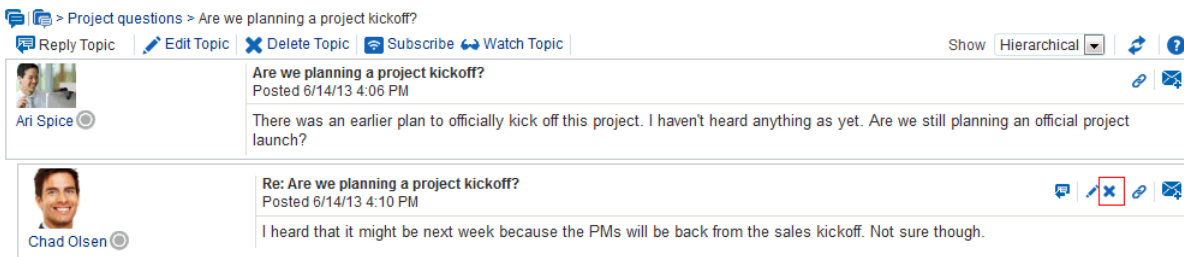 > Project questions > Are we planning a project kickoff?
Reply Topic Edit Topic Delete Topic Subscribe Watch Topic Show Hierarchical
Are we planning a project kickoff?
Posted 6/14/13 4:06 PM
Ari Spice
There was an earlier plan to officially kick off this project. I haven't heard anything as yet. Are we still planning an official project
launch?
Re: Are we planning a project kickoff?
Posted 6/14/13 4:10 PM
Chad Olsen
I heard that it might be next week because the PMs will be back from the sales kickoff. Not sure though.